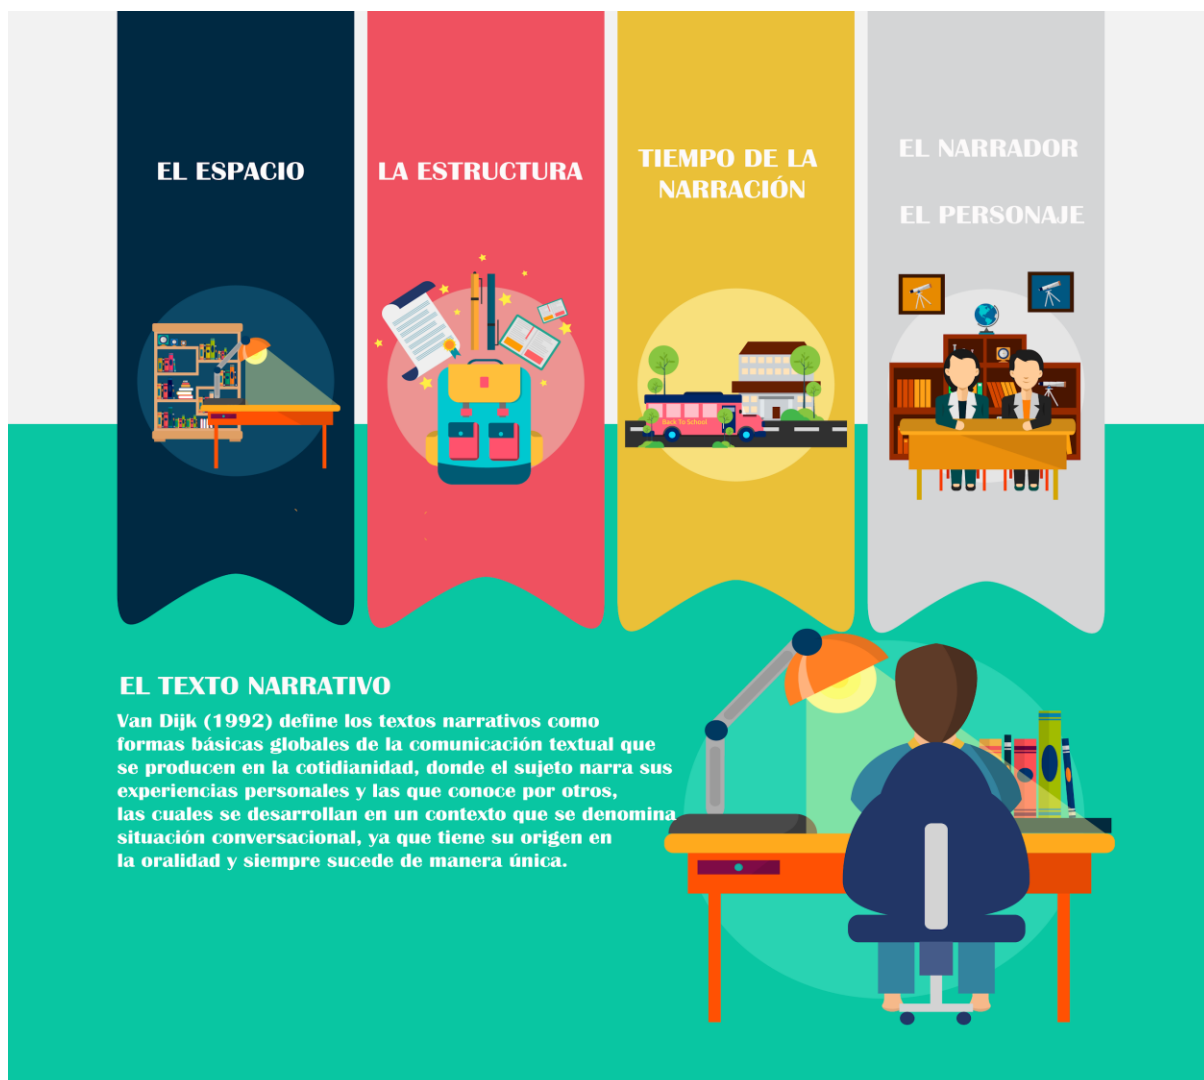 EL ESPACIO
LA ESTRUCTURA
TIEMPO DE LA
NARRACIÓN
EL NARRADOR
EL PERSONAJE
Back To School
EL TEXTO NARRATIVO
Van Dijk (1992) define los textos narrativos como
formas básicas globales de la comunicación textual que
se producen en la cotidianidad, donde el sujeto narra sus
experiencias personales y las que conoce por otros,
las cuales se desarrollan en un contexto que se denomina
situación conversacional, ya que tiene su origen en
la oralidad y siempre sucede de manera única.